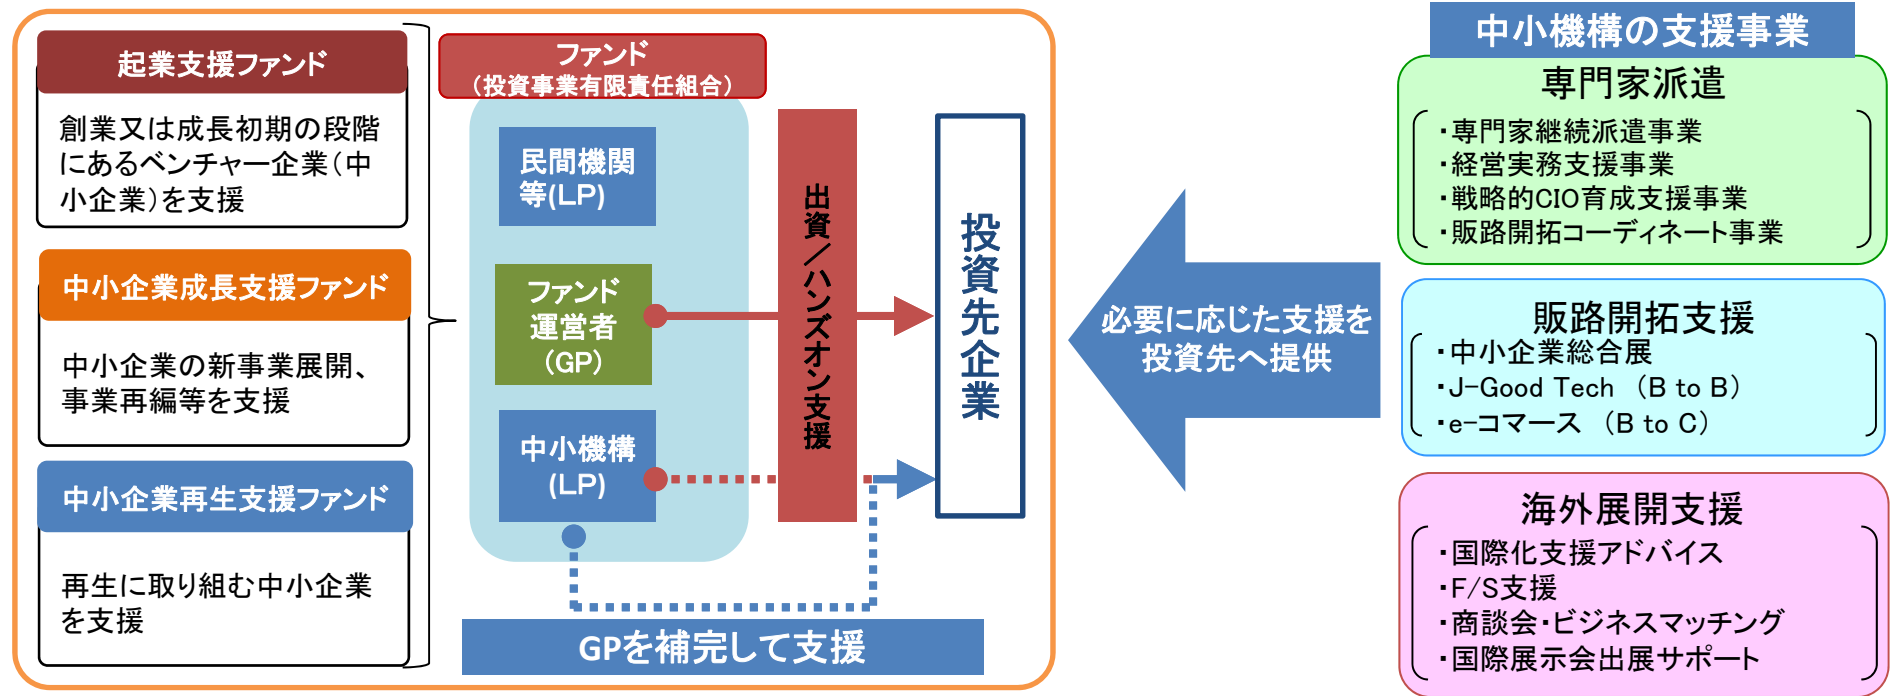 起業支援ファンド
創業又は成長初期の段階
にあるベンチャー企業（中
小企業）を支援
中小企業成長支援ファンド
中小企業の新事業展開、
事業再編等を支援
中小企業再生支援ファンド
再生に取り組む中小企業
を支援
ファンド
（投資事業有限責任組合）
民間機関
等(LP)
ファンド
運営者
(GP)
中小機構
(LP)
出資／ハンズオン支援
投資先企業
GPを補完して支援
必要に応じた支援を
投資先へ提供
中小機構の支援事業
専門家派遣
・専門家継続派遣事業
・経営実務支援事業
・戦略的CIO育成支援事業
・販路開拓コーディネート事業
販路開拓支援
・中小企業総合展
・J-Good Tech （B to B）
・e-コマース （B to C）
海外展開支援
・国際化支援アドバイス
・F/S支援
・商談会・ビジネスマッチング
・国際展示会出展サポート